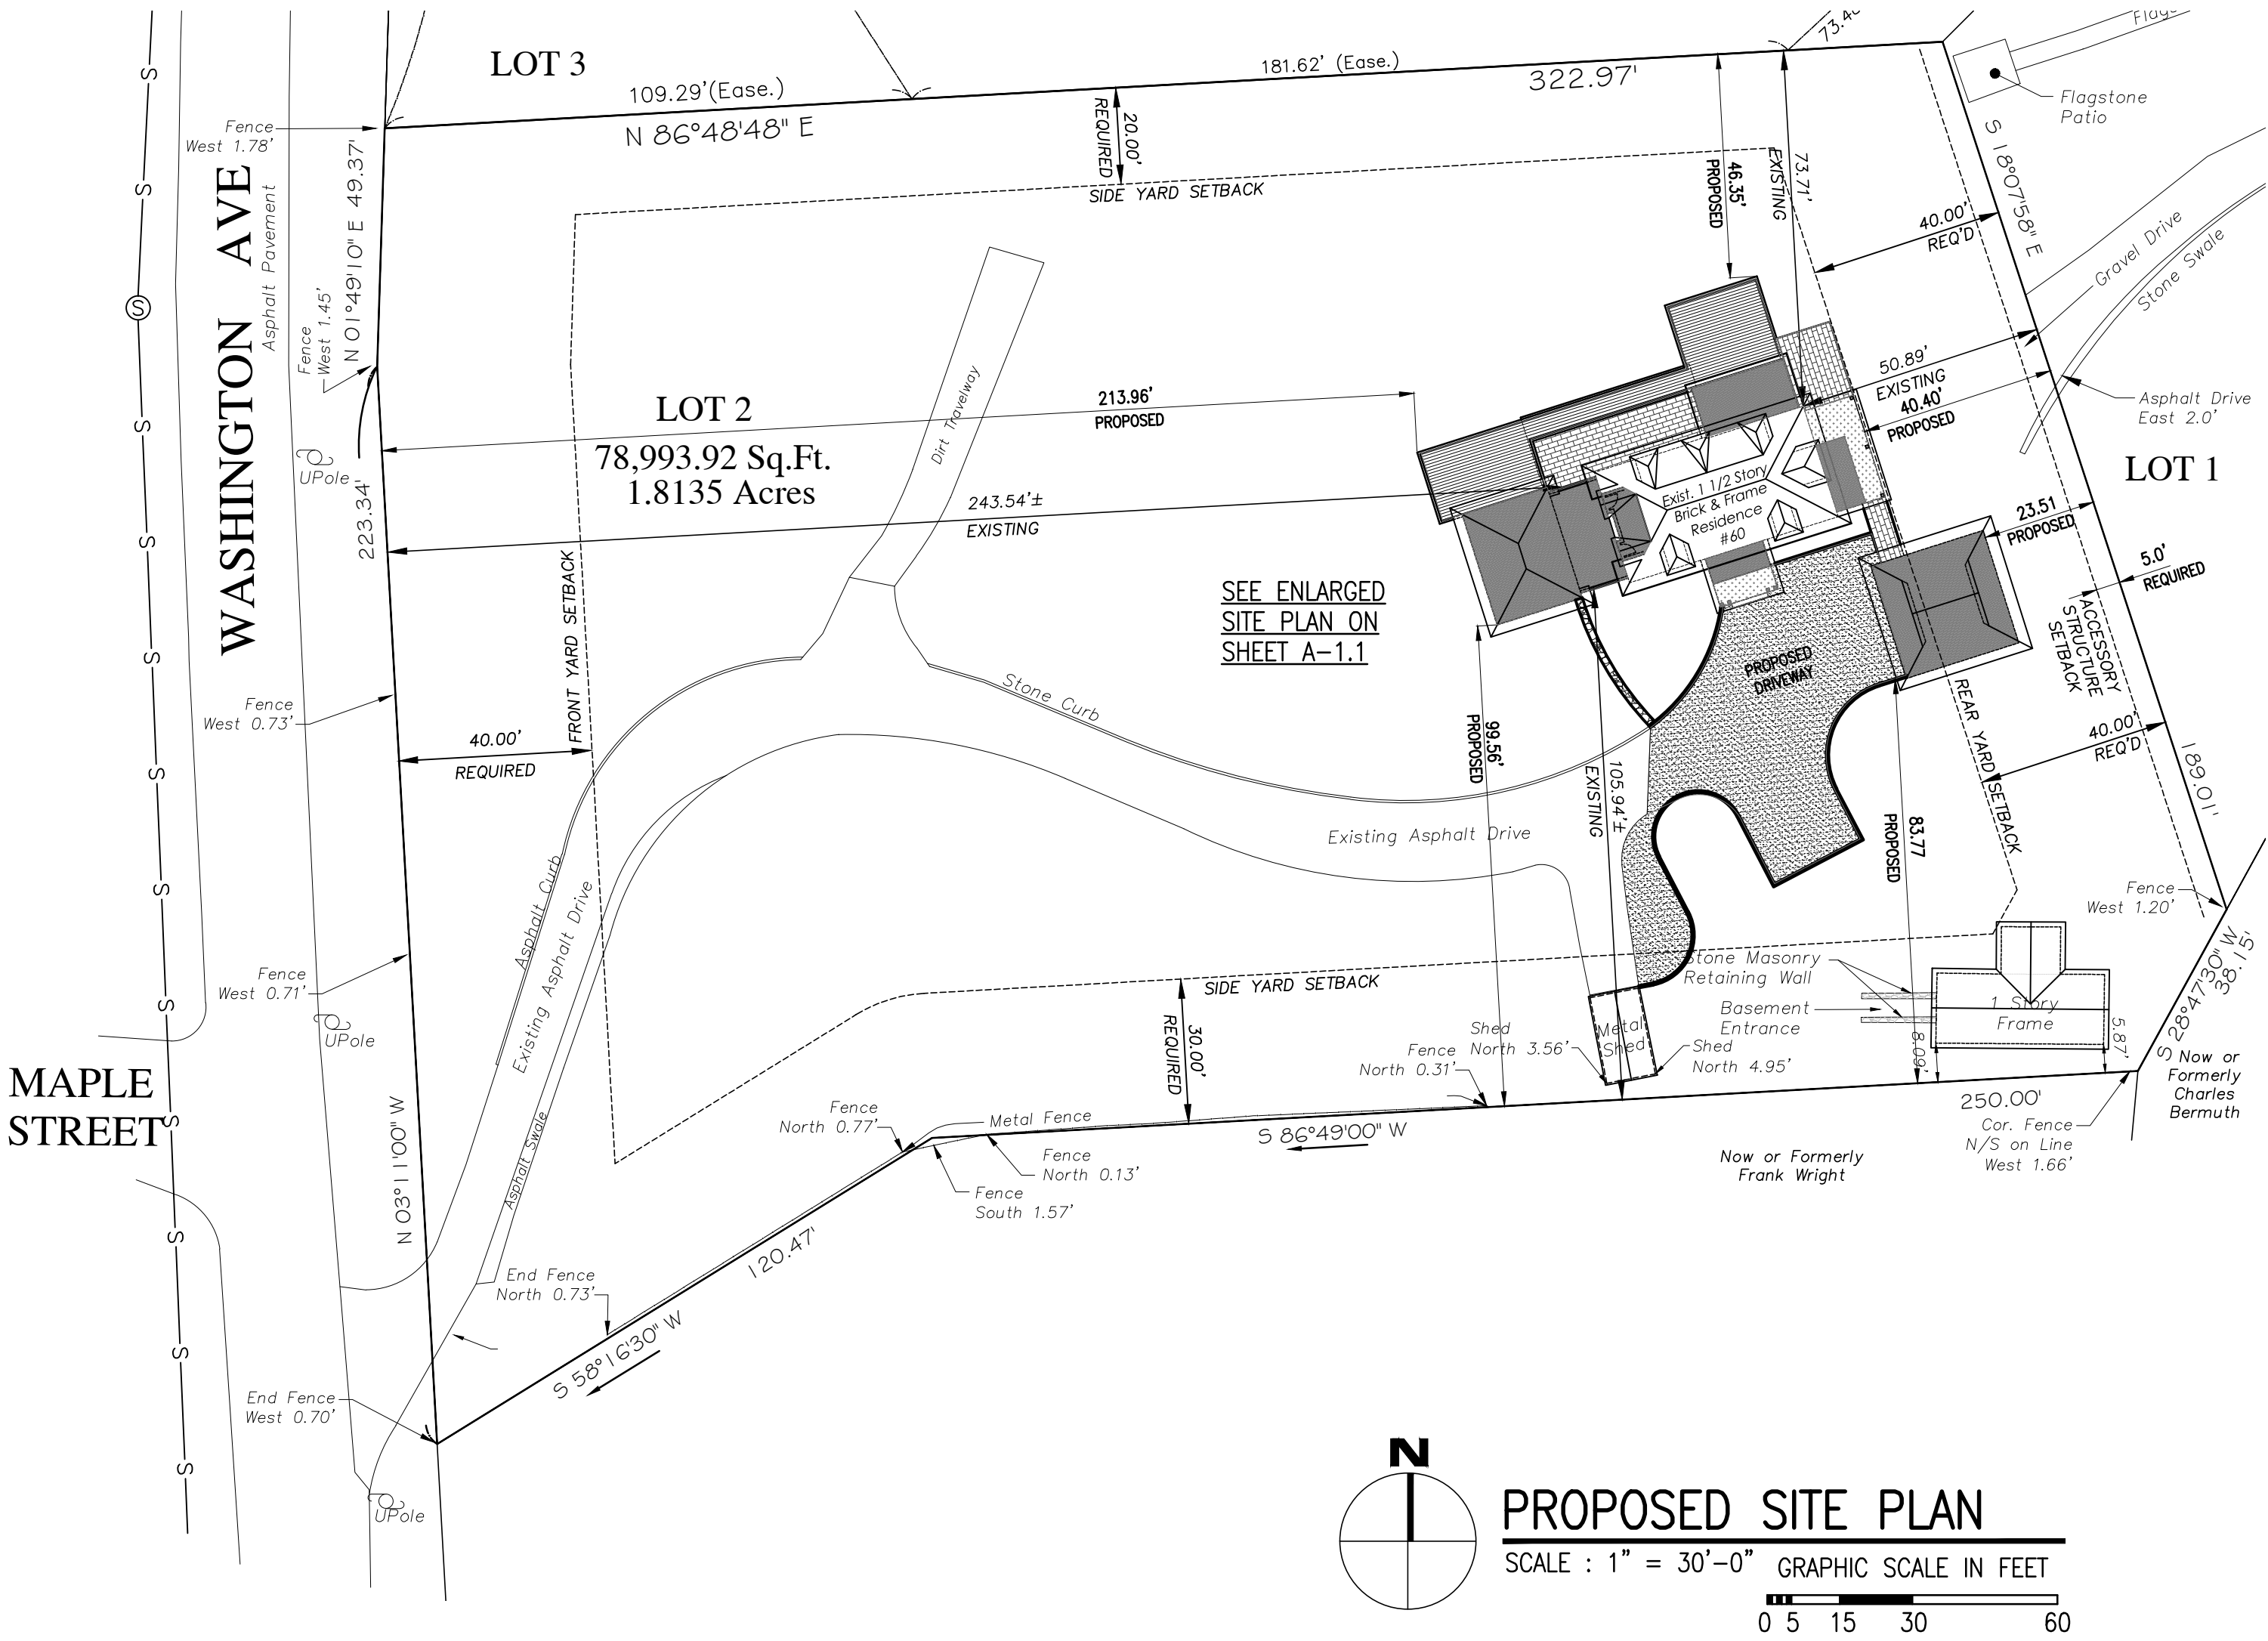 LOT 3
109.29'(Ease.)
N 86°48'48" E
181.62' (Ease.)
322.97'
Flagstone
Patio
Fence
West 1.78'
WASHINGTON AVE
Asphalt Pavement
N 01°49'10" E 49.37'
Fence
West 1.45'
UPole
223.34'
N 03°11'00" W
20.00'
REQUIRED
SIDE YARD SETBACK
46.35'
PROPOSED
73.71'
EXISTING
S 18°07'58" E
40.00'
REQ'D
Gravel Drive
Stone Swale
50.89'
EXISTING
40.40'
PROPOSED
Asphalt Drive
East 2.0'
LOT 1
LOT 2
78,993.92 Sq.Ft.
1.8135 Acres
213.96'
PROPOSED
243.54'±
EXISTING
Dirt Travelway
Exist. 1 1/2 Story
Brick & Frame
Residence
#60
23.51
PROPOSED
5.0'
REQUIRED
ACCESSORY
STRUCTURE
SETBACK
SEE ENLARGED
SITE PLAN ON
SHEET A-1.1
FRONT YARD SETBACK
40.00'
REQUIRED
Stone Curb
PROPOSED
DRIVEWAY
REAR YARD SETBACK
40.00'
REQ'D
189.01'
Fence
West 0.73'
99.56'
PROPOSED
105.94'±
EXISTING
83.77
PROPOSED
Existing Asphalt Drive
Asphalt Curb
Existing Asphalt Drive
Asphalt Swale
Fence
West 0.71'
UPole
SIDE YARD SETBACK
30.00'
REQUIRED
Fence
West 1.20'
S 28°47'30" W
38.15'
Stone Masonry
Retaining Wall
Basement
Entrance
1 Story
Frame
5.87'
8.09'
Metal
Shed
Shed
North 3.56'
Shed
North 4.95'
Fence
North 0.31'
MAPLE
STREET
Fence
North 0.77'
Metal Fence
Fence
North 0.13'
Fence
South 1.57'
S 86°49'00" W
250.00'
Now or
Formerly
Charles
Bermuth
Cor. Fence
N/S on Line
West 1.66'
Now or Formerly
Frank Wright
120.47'
S 58°16'30" W
End Fence
North 0.73'
End Fence
West 0.70'
UPole
S
S
S
S
S
S
S
S
S
S
S
S
S
N
PROPOSED SITE PLAN
SCALE : 1" = 30'-0"
GRAPHIC SCALE IN FEET
0 5 15 30 60